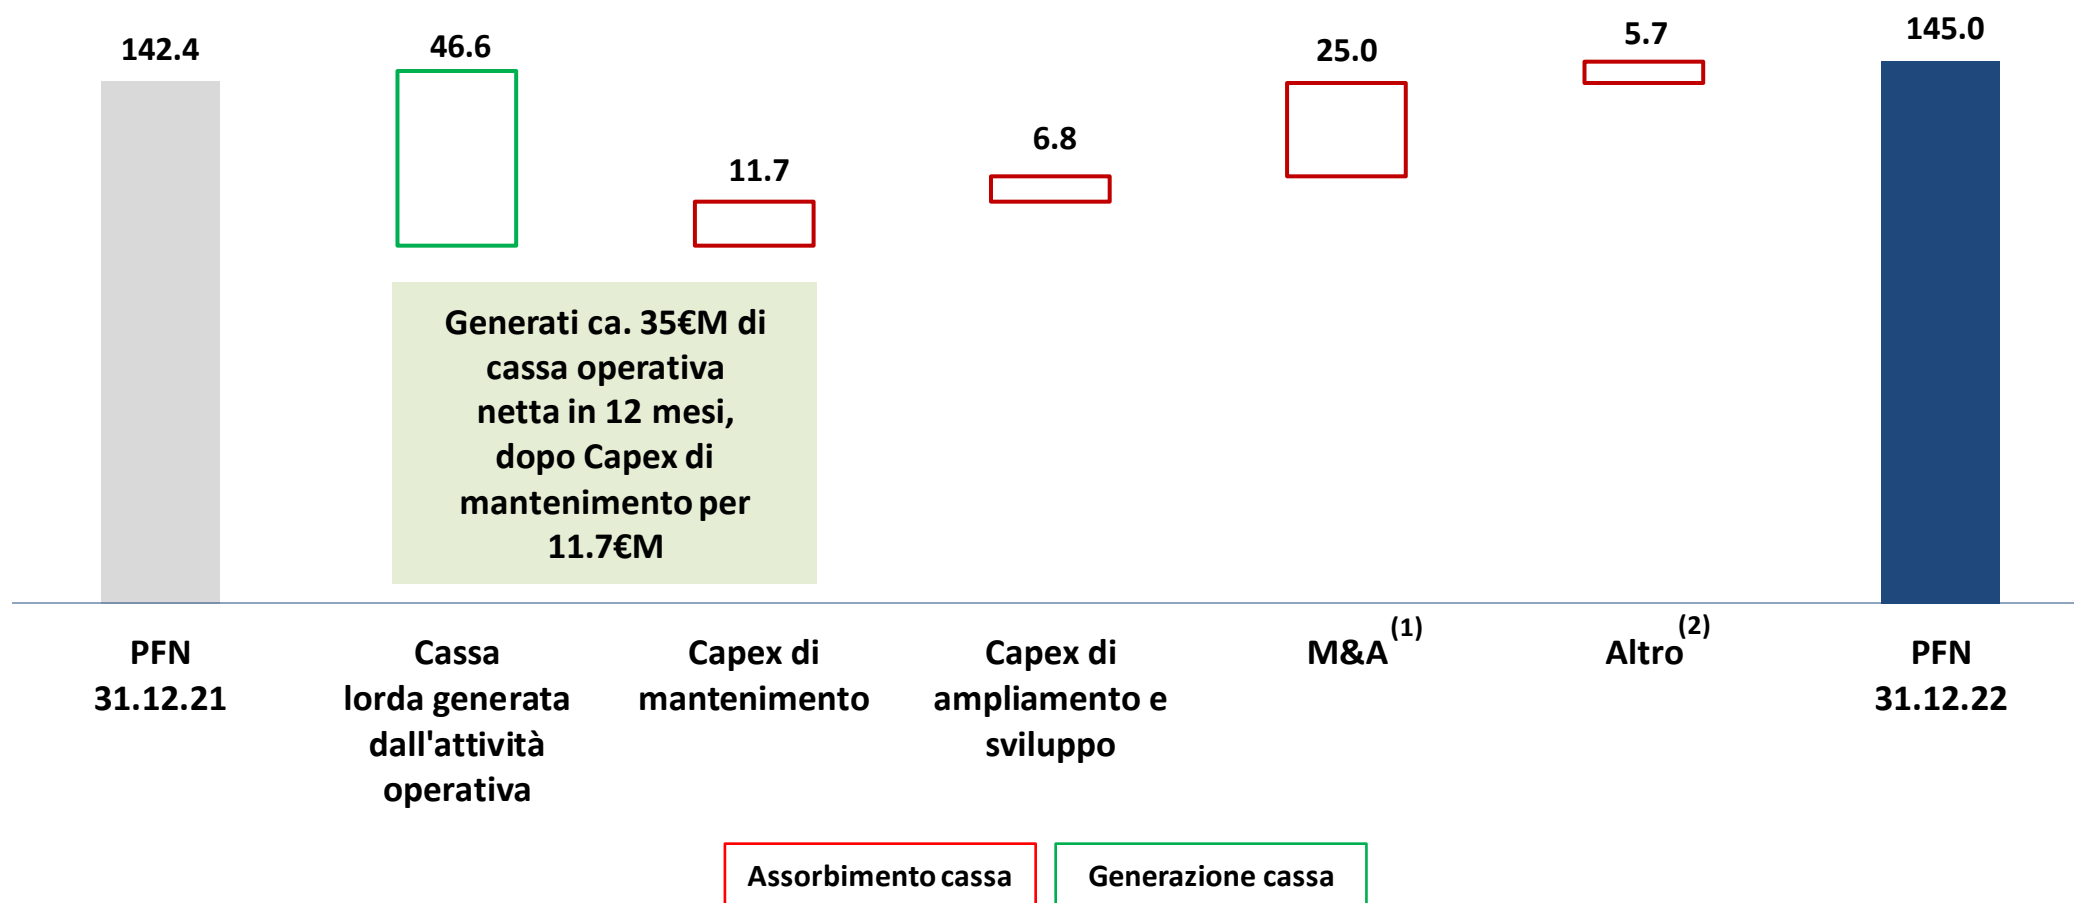 142.4
46.6
11.7
6.8
25.0
5.7
145.0
Generati ca. 35€M di
cassa operativa
netta in 12 mesi,
dopo Capex di
mantenimento per
11.7€M
PFN
31.12.21
Cassa
lorda generata
dall'attività
operativa
Capex di
mantenimento
Capex di
ampliamento e
sviluppo
M&A(1)
Altro(2)
PFN
31.12.22
Assorbimento cassa
Generazione cassa